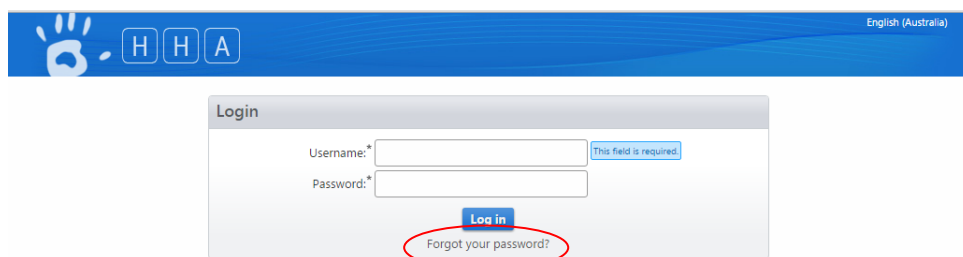 English (Australia)
HHA
Login
Username:*
This field is required.
Password:*
Log in
Forgot your password?